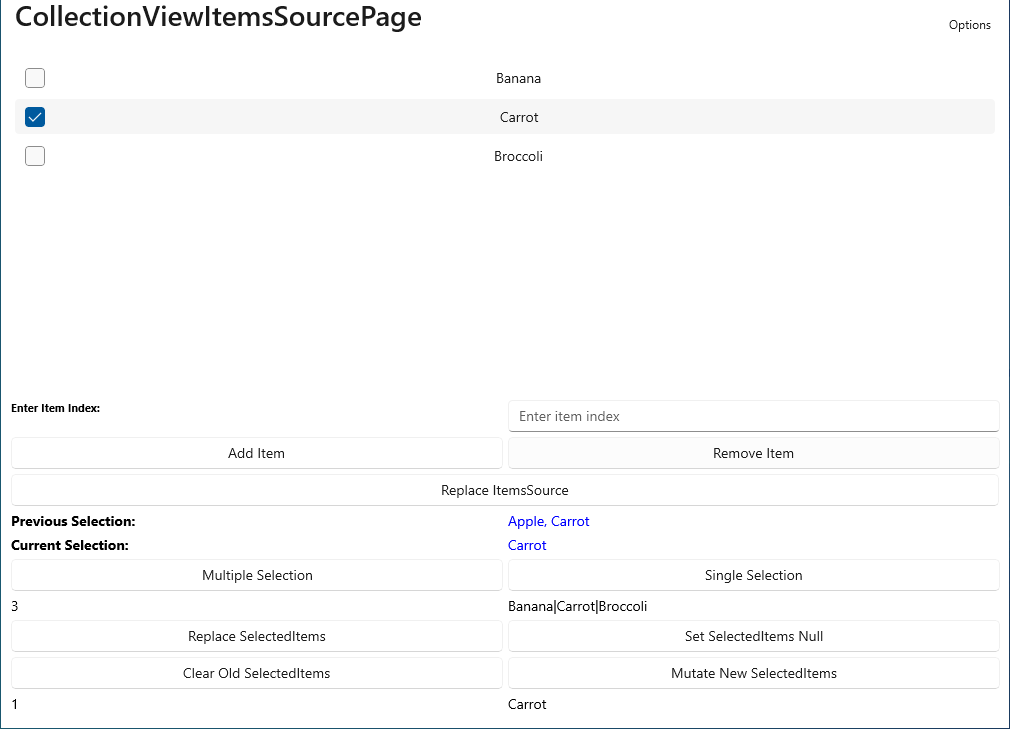 CollectionViewItemsSourcePage
Options
Banana
Carrot
Broccoli
Enter Item Index:
Enter item index
Add Item
Remove Item
Replace ItemsSource
Previous Selection:
Apple, Carrot
Current Selection:
Carrot
Multiple Selection
Single Selection
3
Banana|Carrot|Broccoli
Replace SelectedItems
Set SelectedItems Null
Clear Old SelectedItems
Mutate New SelectedItems
1
Carrot